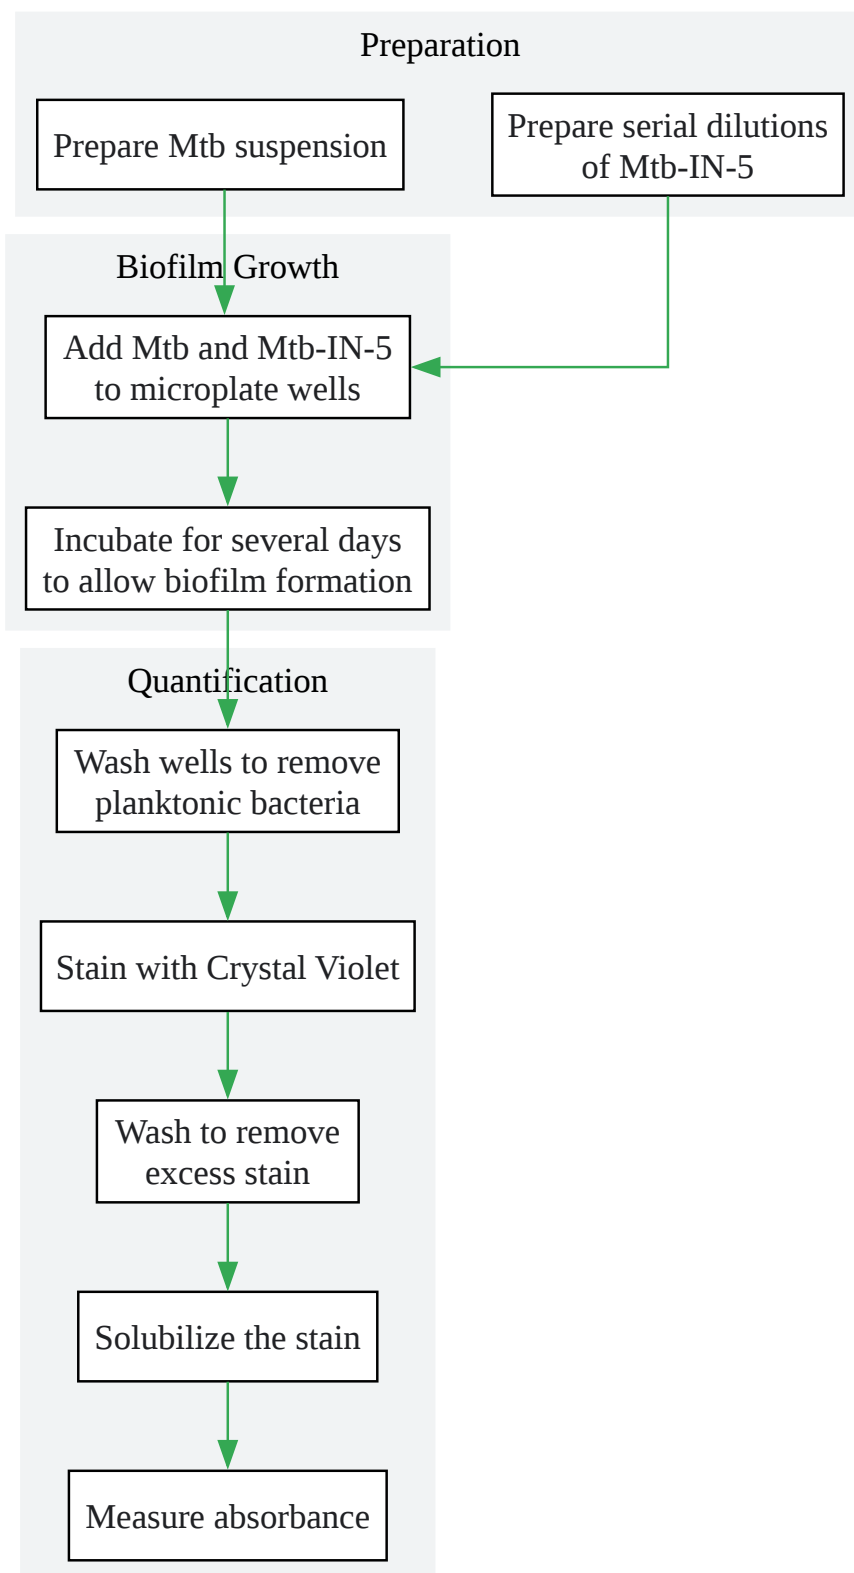 Preparation
Prepare Mtb suspension
Prepare serial dilutions
of Mtb-IN-5
Biofilm Growth
Add Mtb and Mtb-IN-5
to microplate wells
Incubate for several days
to allow biofilm formation
Quantification
Wash wells to remove
planktonic bacteria
Stain with Crystal Violet
Wash to remove
excess stain
Solubilize the stain
Measure absorbance